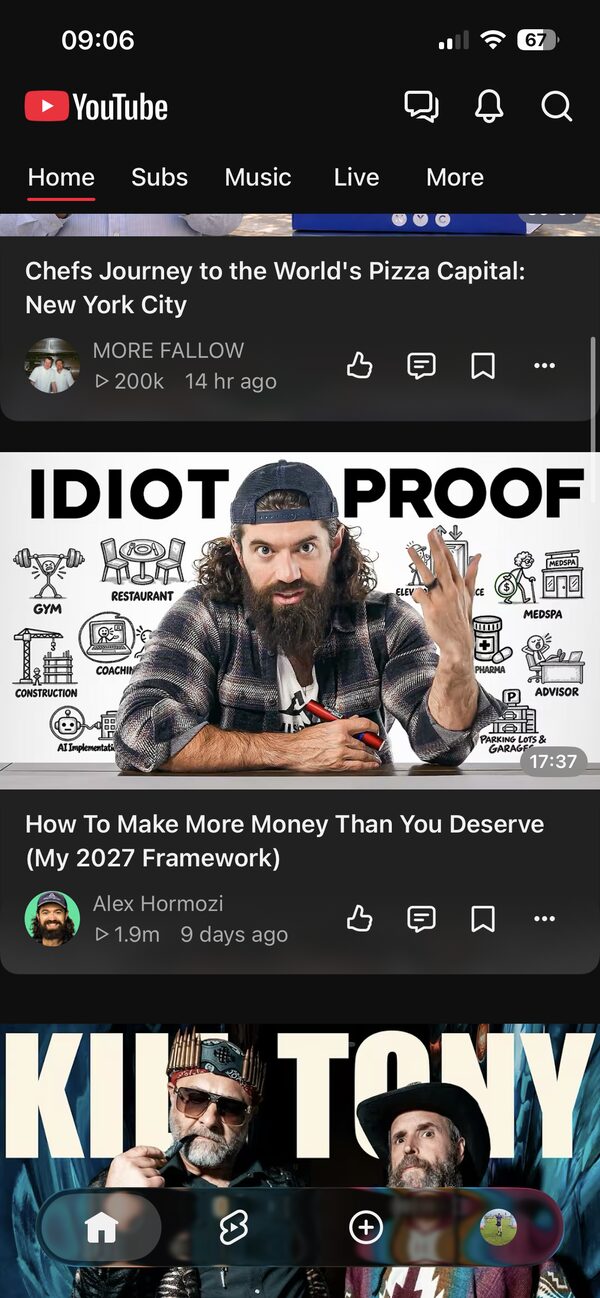 09:06
67
YouTube
Home Subs Music Live More
NYC
Chefs Journey to the World's Pizza Capital:
New York City
MORE FALLOW
200k 14 hr ago
IDIOT PROOF
GYM
RESTAURANT
MEDSPA
MEDSPA
CONSTRUCTION
PHARMA
ADVISOR
P
AI
PARKING LOTS &
17:37
How To Make More Money Than You Deserve
(My 2027 Framework)
Alex Hormozi
1.9m 9 days ago
KILL TONY